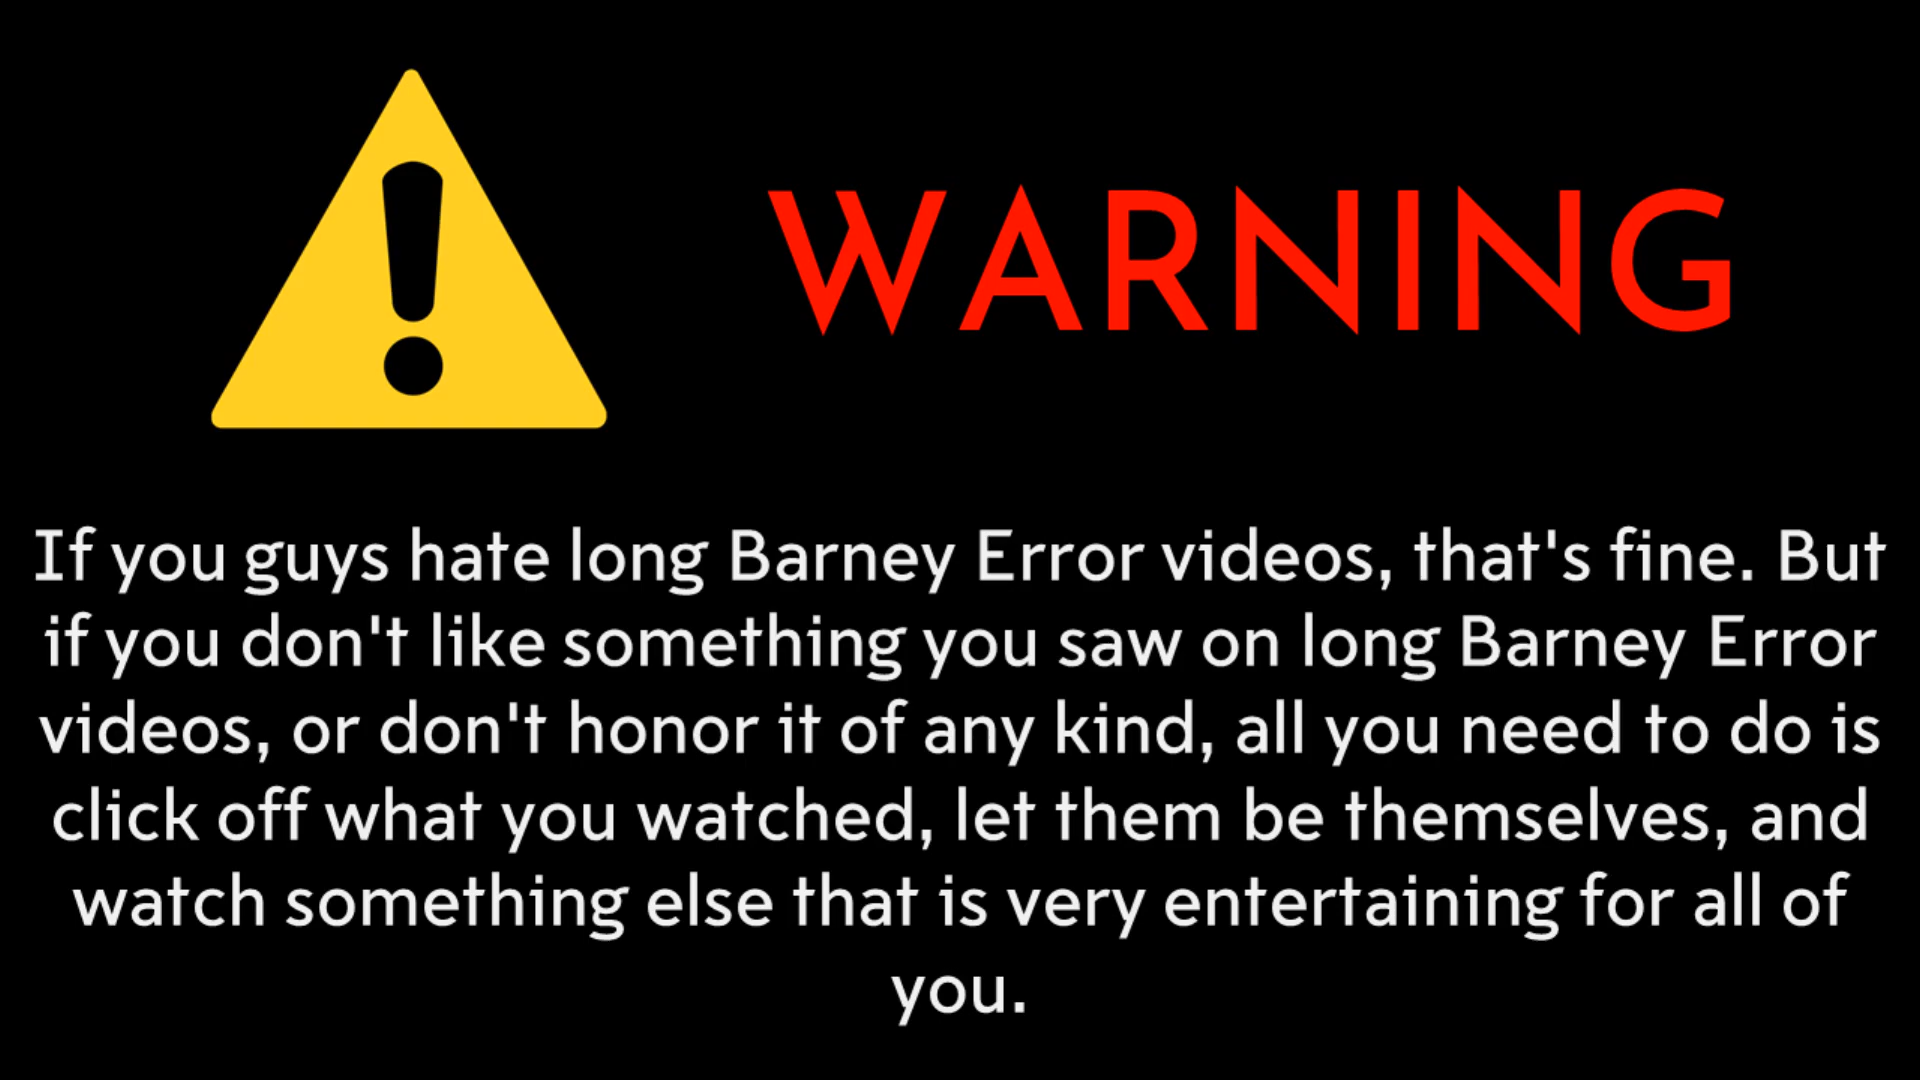 WARNING
If you guys hate long Barney Error videos, that's fine. But
if you don't like something you saw on long Barney Error
videos, or don't honor it of any kind, all you need to do is
click off what you watched, let them be themselves, and
watch something else that is very entertaining for all of
you.